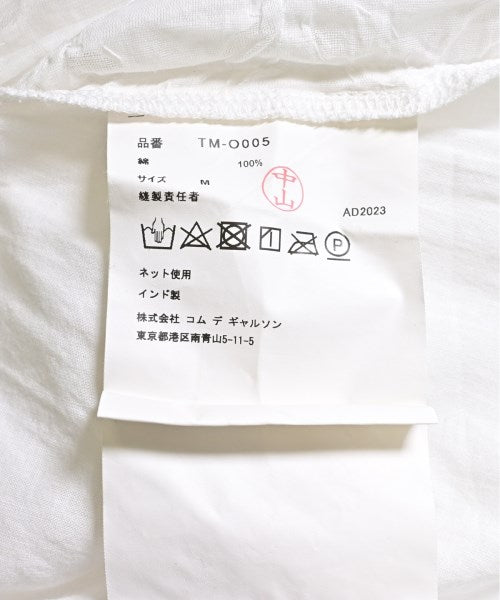 品番 TM-O005
綿 100%
サイズ M
縫製責任者 中山
AD2023
P
ネット使用
インド製
株式会社 コム デ ギャルソン
東京都港区南青山5-11-5